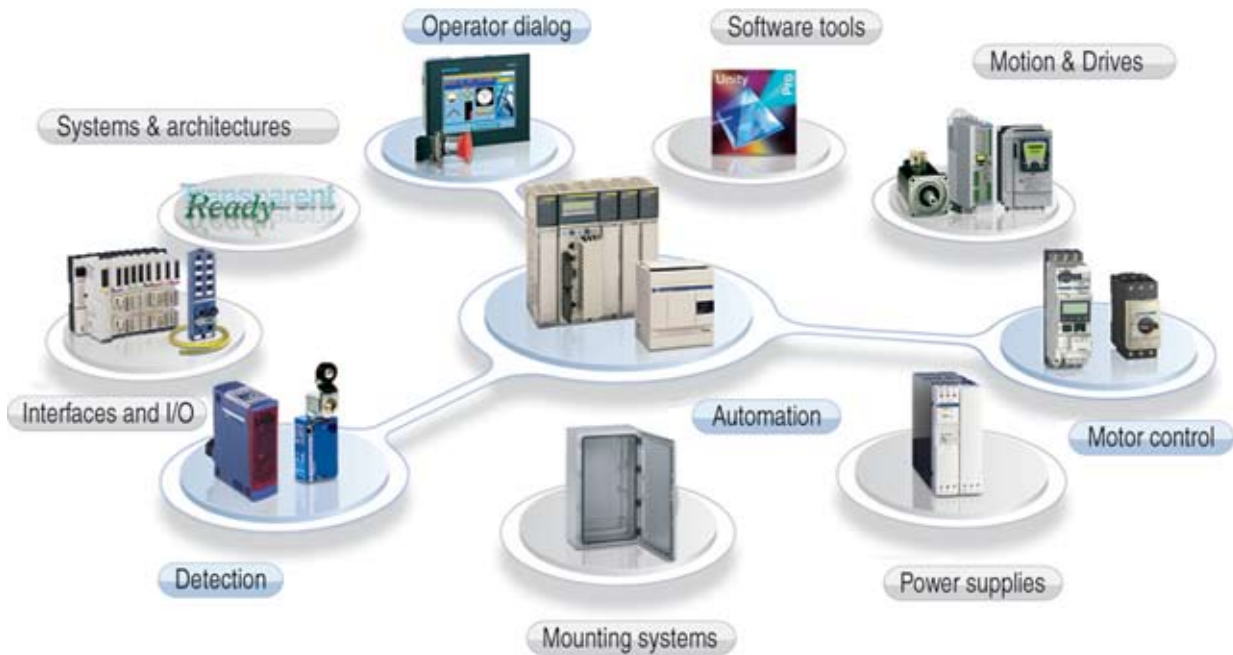 Operator dialog
Software tools
Motion & Drives
Systems & architectures
Unity
Pro
Transparent
Ready
Interfaces and I/O
Automation
Motor control
Detection
Power supplies
Mounting systems